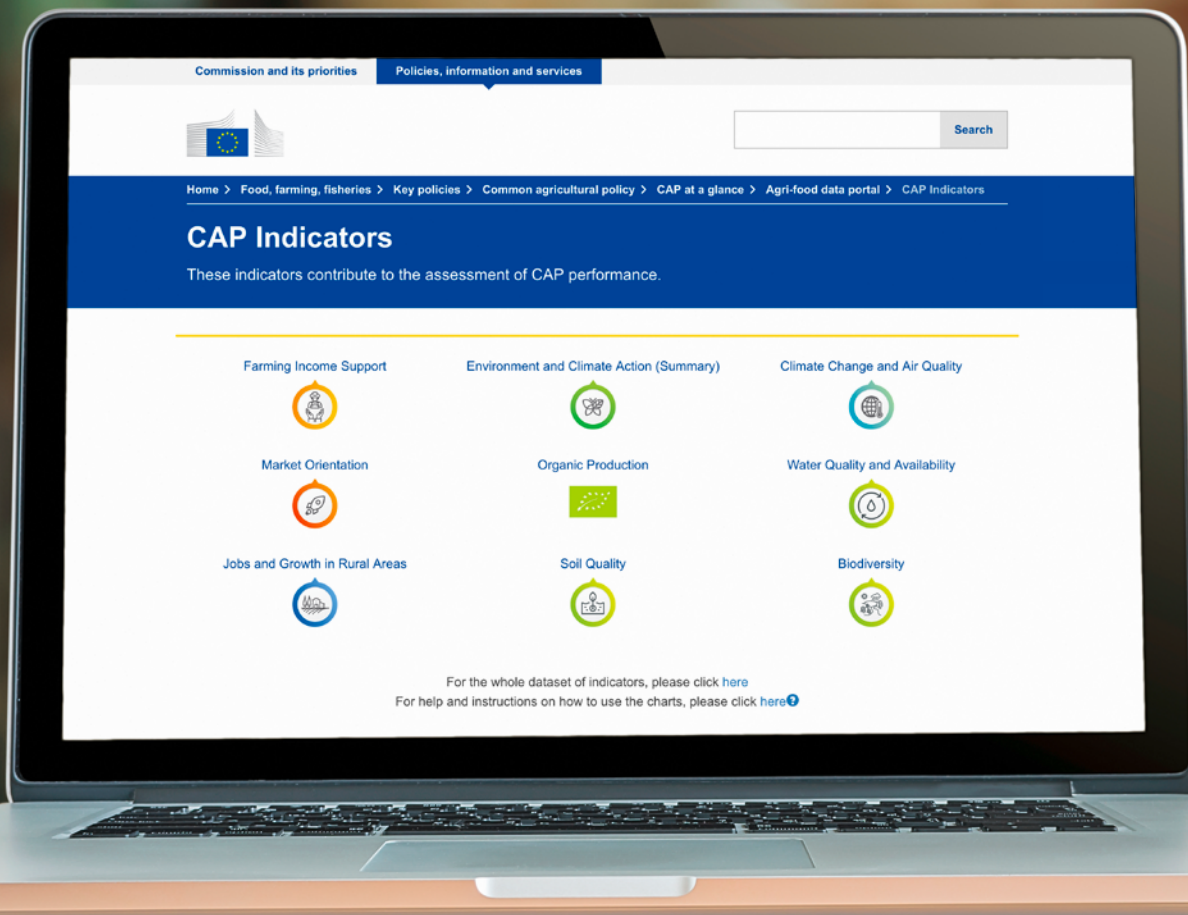 Commission and its priorities
Policies, information and services
Search
Home > Food, farming, fisheries > Key policies > Common agricultural policy > CAP at a glance > Agri-food data portal > CAP Indicators
CAP Indicators
These indicators contribute to the assessment of CAP performance.
Farming Income Support
Environment and Climate Action (Summary)
Climate Change and Air Quality
Market Orientation
Organic Production
Water Quality and Availability
Jobs and Growth in Rural Areas
Soil Quality
Biodiversity
For the whole dataset of indicators, please click here
For help and instructions on how to use the charts, please click here?